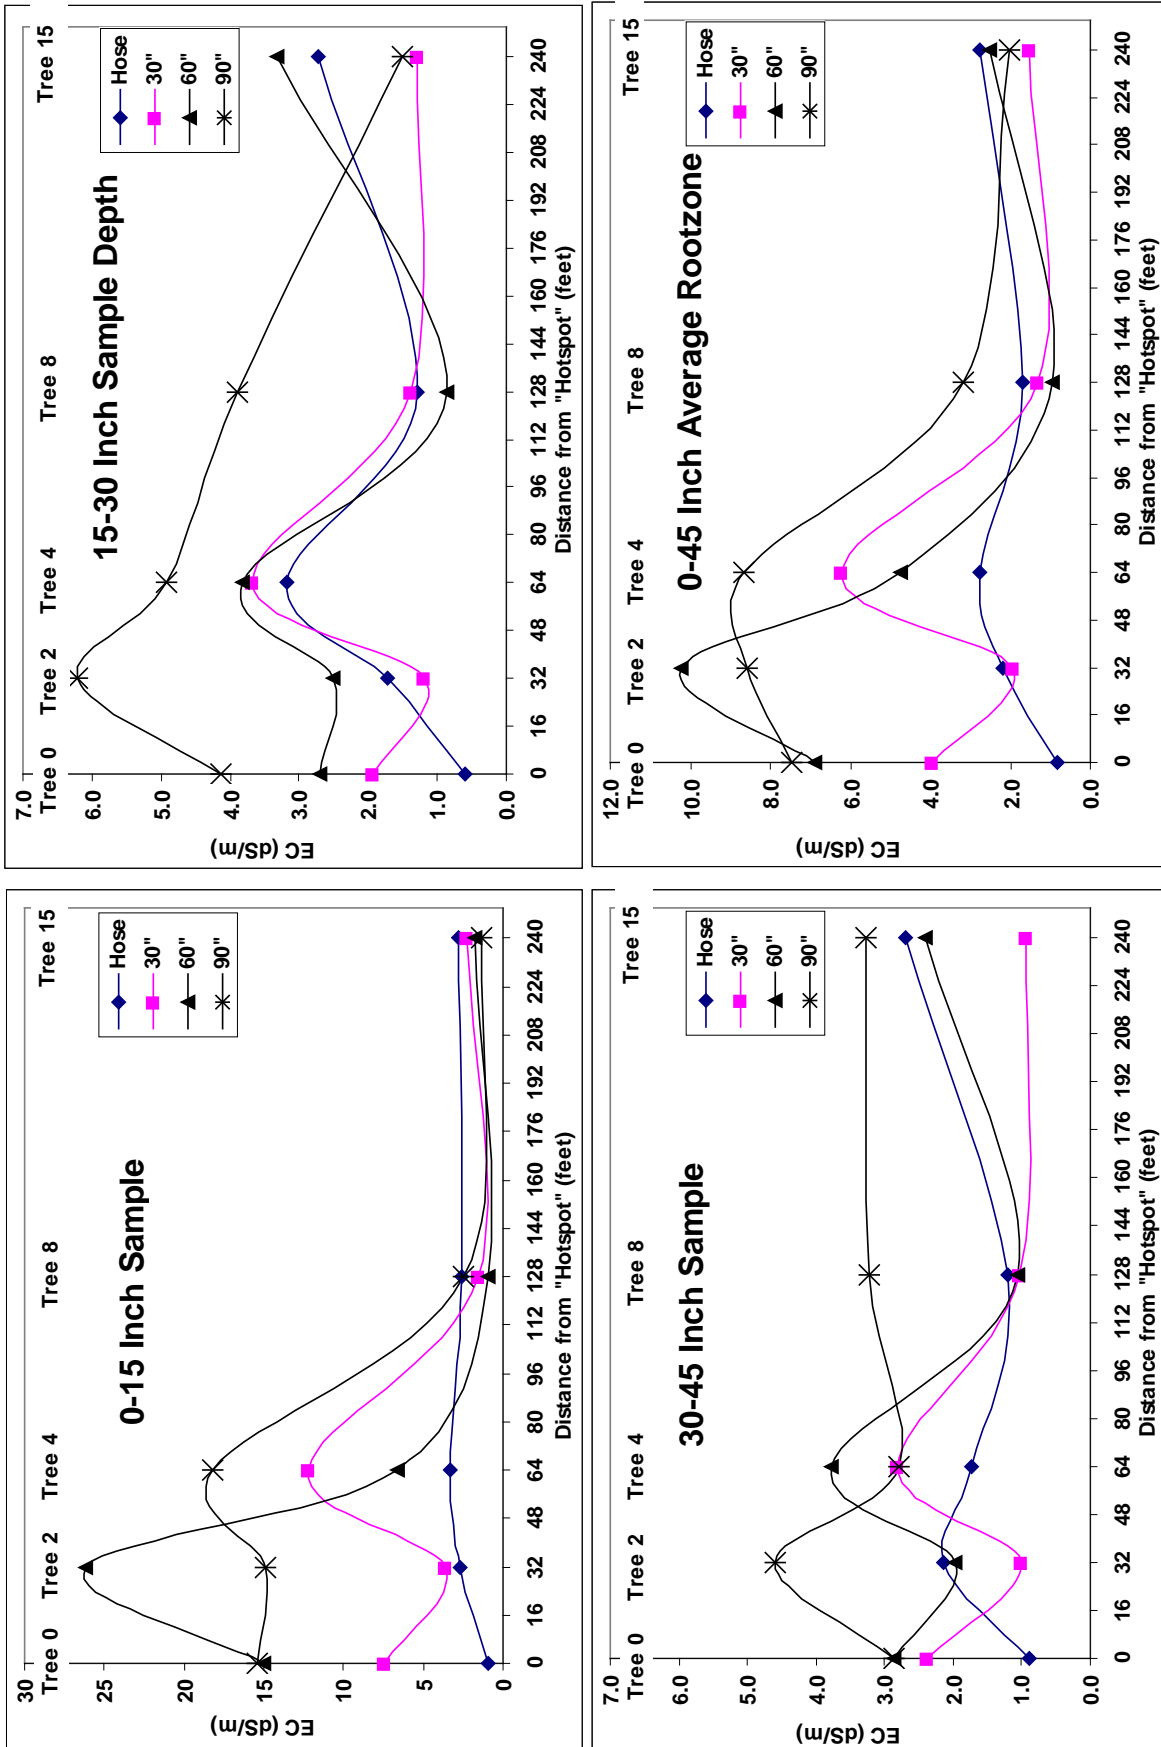 0-15 Inch Sample
Tree 0 Tree 2 Tree 4 Tree 8 Tree 15
Hose
30"
60"
90"
EC (dS/m)
30
25
20
15
10
5
0
0 16 32 48 64 80 96 112 128 144 160 176 192 208 224 240
Distance from "Hotspot" (feet)
15-30 Inch Sample Depth
Tree 0 Tree 2 Tree 4 Tree 8 Tree 15
Hose
30"
60"
90"
EC (dS/m)
7.0
6.0
5.0
4.0
3.0
2.0
1.0
0.0
0 16 32 48 64 80 96 112 128 144 160 176 192 208 224 240
Distance from "Hotspot" (feet)
30-45 Inch Sample
Tree 0 Tree 2 Tree 4 Tree 8 Tree 15
Hose
30"
60"
90"
EC (dS/m)
7.0
6.0
5.0
4.0
3.0
2.0
1.0
0.0
0 16 32 48 64 80 96 112 128 144 160 176 192 208 224 240
Distance from "Hotspot" (feet)
0-45 Inch Average Rootzone
Tree 0 Tree 2 Tree 4 Tree 8 Tree 15
Hose
30"
60"
90"
EC (dS/m)
12.0
10.0
8.0
6.0
4.0
2.0
0.0
0 16 32 48 64 80 96 112 128 144 160 176 192 208 224 240
Distance from "Hotspot" (feet)